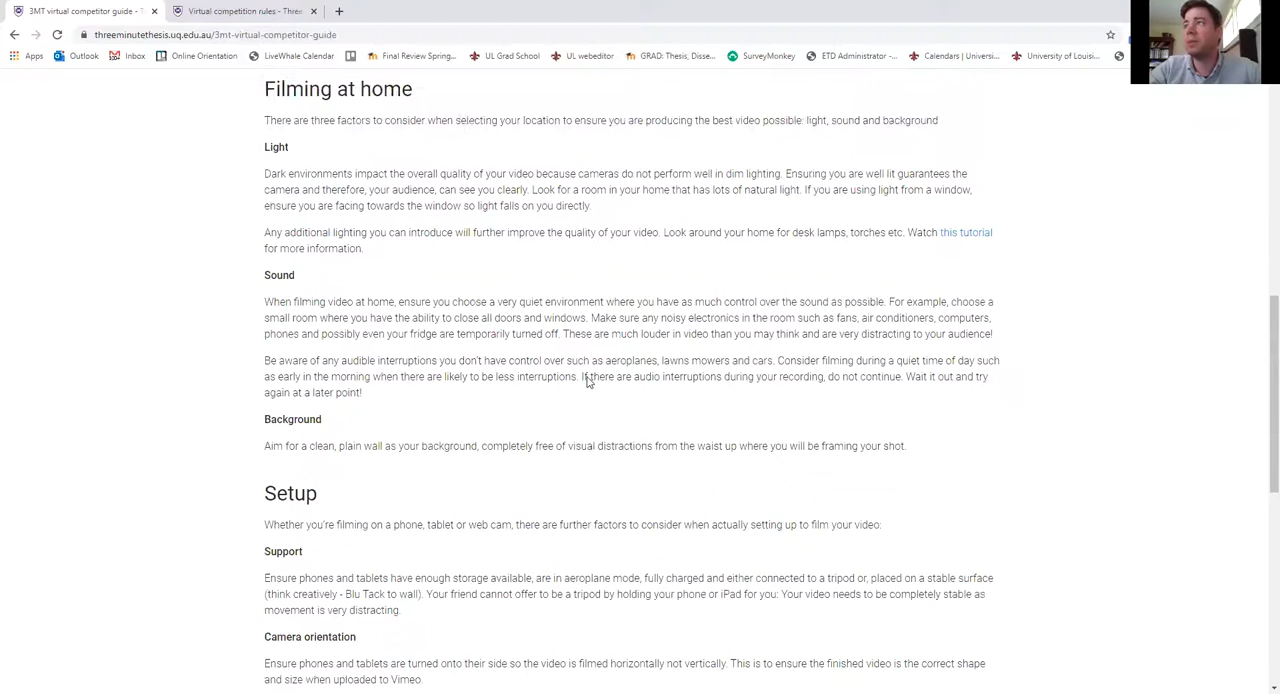 3MT virtual competitor guide - T
Virtual competition rules - Three
threeminutethesis.uq.edu.au/3mt-virtual-competitor-guide
Apps Outlook Inbox Online Orientation LiveWhale Calendar Final Review Spring... UL Grad School UL webeditor GRAD: Thesis, Disse... SurveyMonkey ETD Administrator -... Calendars | Universi... University of Louisi...
Filming at home
There are three factors to consider when selecting your location to ensure you are producing the best video possible: light, sound and background
Light
Dark environments impact the overall quality of your video because cameras do not perform well in dim lighting. Ensuring you are well lit guarantees the
camera and therefore, your audience, can see you clearly. Look for a room in your home that has lots of natural light. If you are using light from a window,
ensure you are facing towards the window so light falls on you directly.
Any additional lighting you can introduce will further improve the quality of your video. Look around your home for desk lamps, torches etc. Watch this tutorial
for more information.
Sound
When filming video at home, ensure you choose a very quiet environment where you have as much control over the sound as possible. For example, choose a
small room where you have the ability to close all doors and windows. Make sure any noisy electronics in the room such as fans, air conditioners, computers,
phones and possibly even your fridge are temporarily turned off. These are much louder in video than you may think and are very distracting to your audience!
Be aware of any audible interruptions you don't have control over such as aeroplanes, lawns mowers and cars. Consider filming during a quiet time of day such
as early in the morning when there are likely to be less interruptions. If there are audio interruptions during your recording, do not continue. Wait it out and try
again at a later point!
Background
Aim for a clean, plain wall as your background, completely free of visual distractions from the waist up where you will be framing your shot.
Setup
Whether you're filming on a phone, tablet or web cam, there are further factors to consider when actually setting up to film your video:
Support
Ensure phones and tablets have enough storage available, are in aeroplane mode, fully charged and either connected to a tripod or, placed on a stable surface
(think creatively - Blu Tack to wall). Your friend cannot offer to be a tripod by holding your phone or iPad for you: Your video needs to be completely stable as
movement is very distracting.
Camera orientation
Ensure phones and tablets are turned onto their side so the video is filmed horizontally not vertically. This is to ensure the finished video is the correct shape
and size when uploaded to Vimeo.